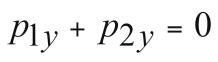 p₁y + p₂y = 0